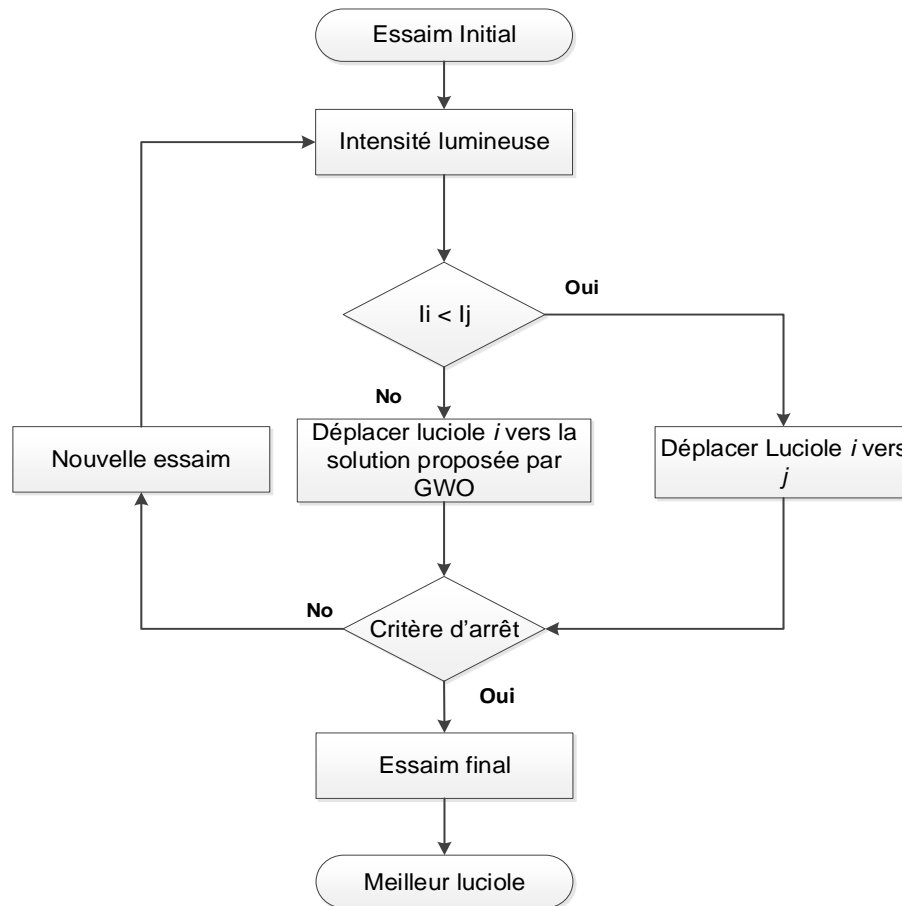 Essaim Initial
Intensité lumineuse
Oui
Ii < Ij
No
Déplacer luciole i vers la
solution proposée par
GWO
Déplacer Luciole i vers
j
Nouvelle essaim
No
Critère d'arrêt
Oui
Essaim final
Meilleur luciole